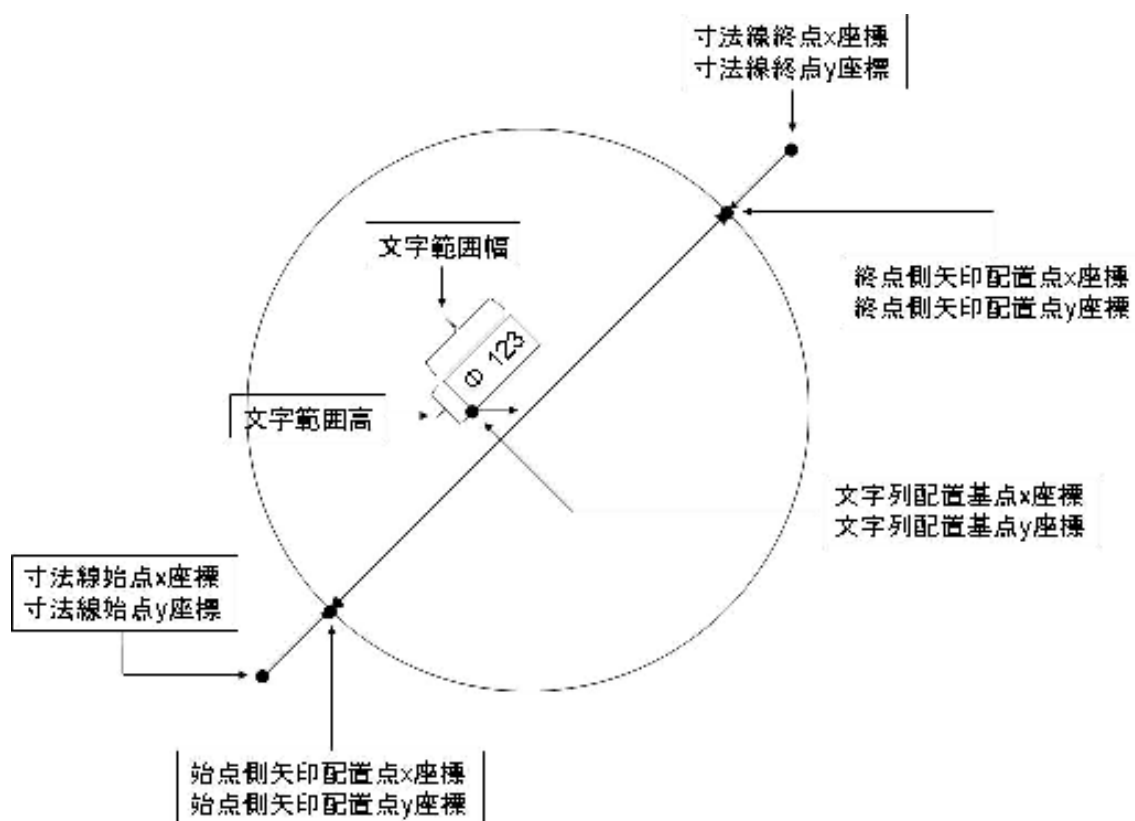 寸法線終点x座標
寸法線終点y座標
文字範囲幅
終点側矢印配置点x座標
終点側矢印配置点y座標
Φ 123
文字範囲高
文字列配置基点x座標
文字列配置基点y座標
寸法線始点x座標
寸法線始点y座標
始点側矢印配置点x座標
始点側矢印配置点y座標